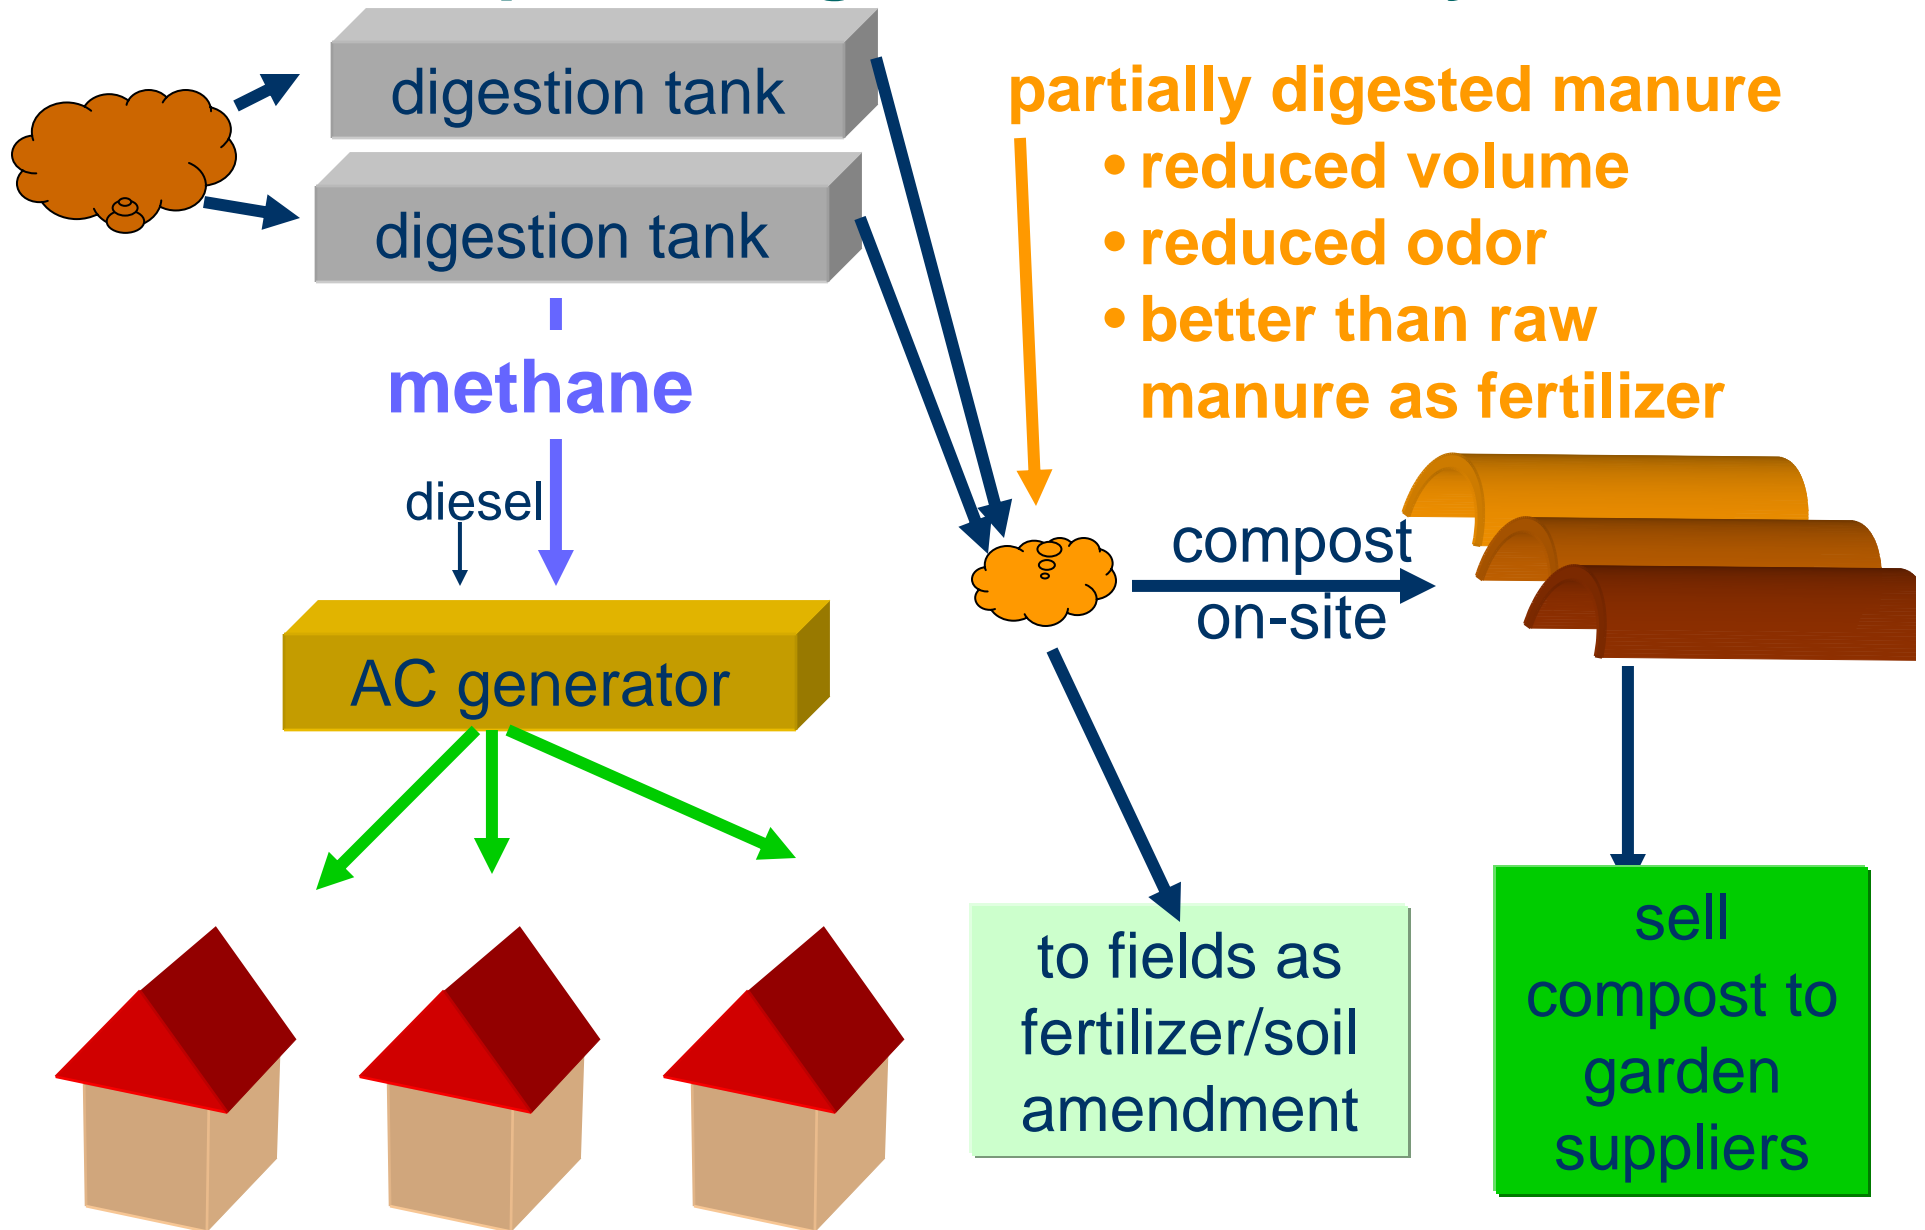 digestion tank
digestion tank
methane
diesel
AC generator
partially digested manure
• reduced volume
• reduced odor
• better than raw
manure as fertilizer
compost
on-site
to fields as
fertilizer/soil
amendment
sell
compost to
garden
suppliers